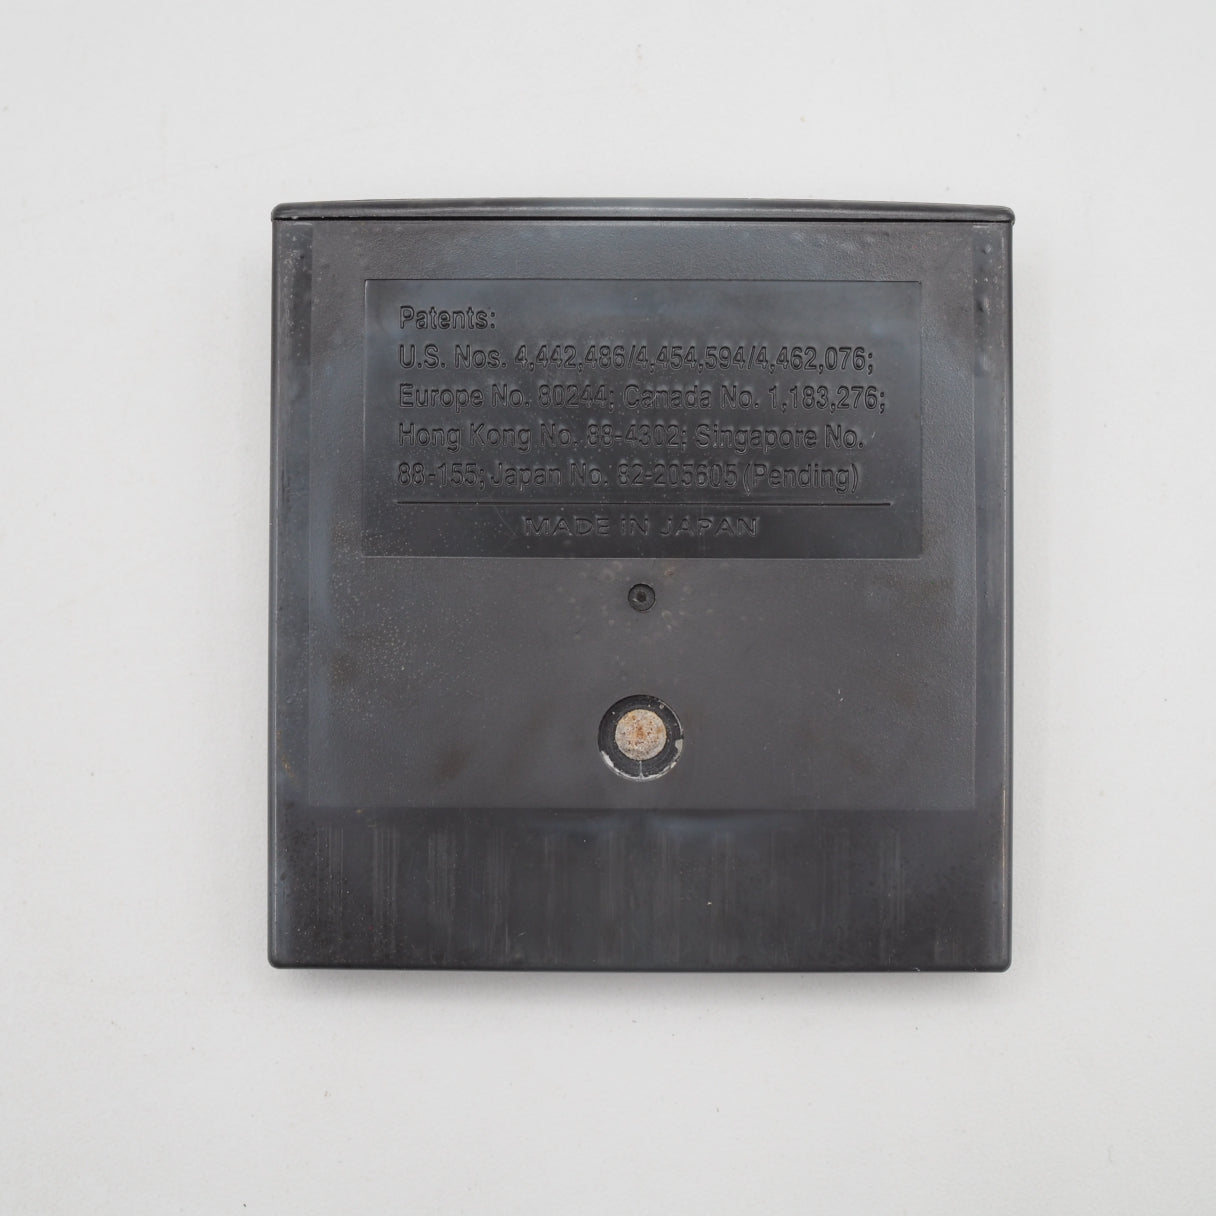 Patents:
U.S. Nos. 4,442,486/4,454,594/4,462,076;
Europe No. 80244; Canada No. 1,183,276;
Hong Kong No. 88-4302; Singapore No.
88-155; Japan No. 82-205605 (Pending)
MADE IN JAPAN